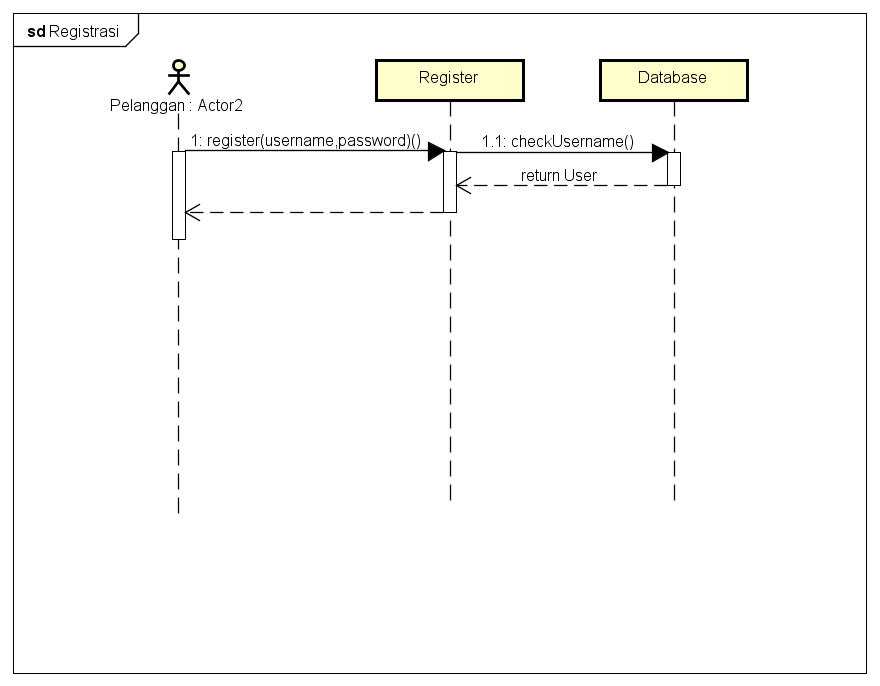 sd Registrasi
Pelanggan : Actor2
Register
Database
1: register(username,password)()
1.1: checkUsername()
return User